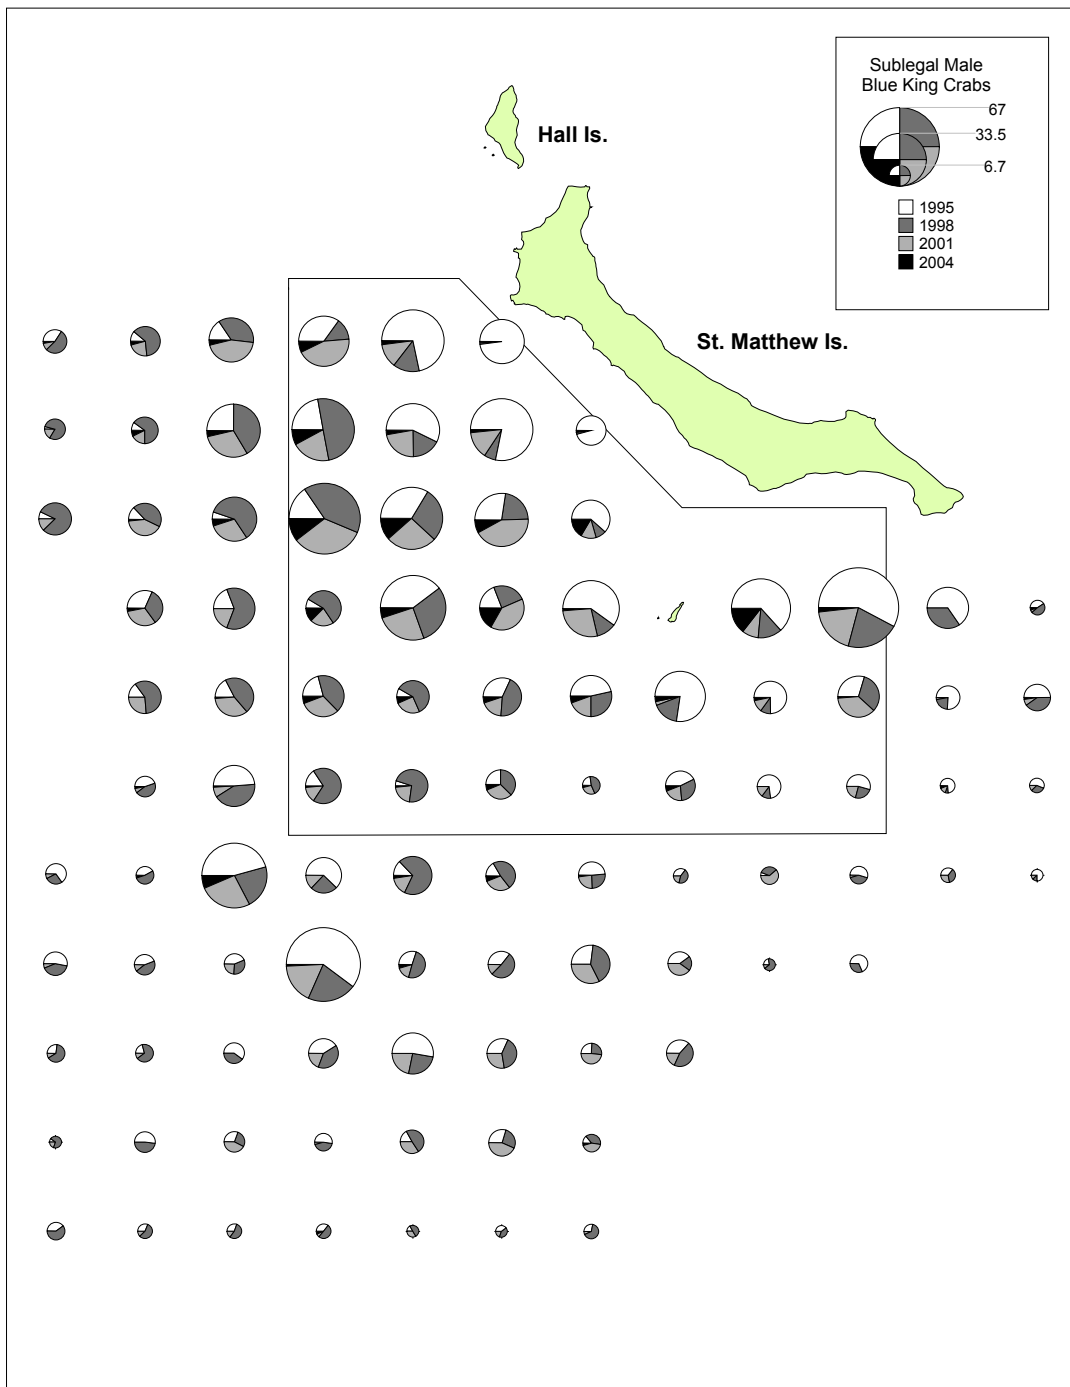 Sublegal Male
Blue King Crabs
67
33.5
6.7
1995
1998
2001
2004
Hall Is.
St. Matthew Is.